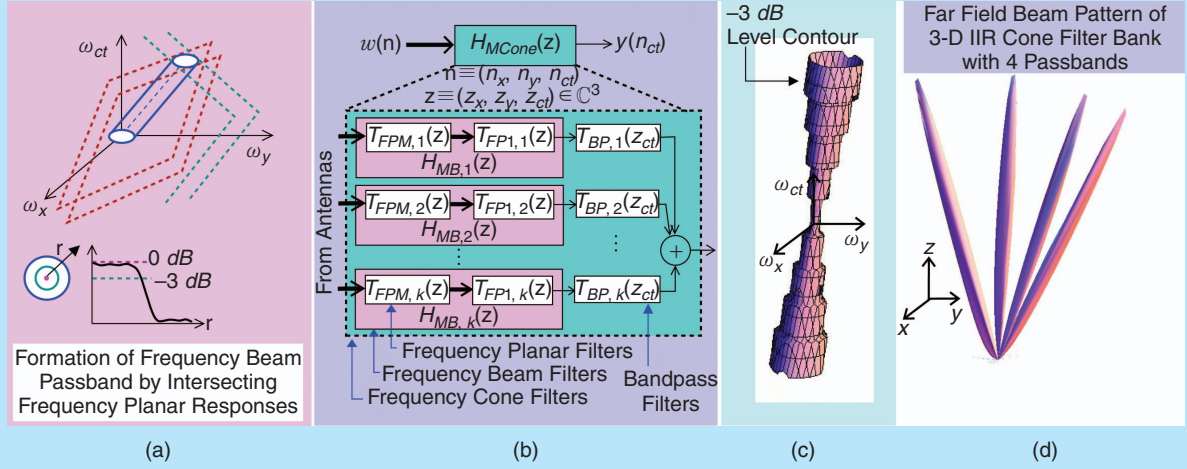 ω_ct
ω_y
ω_x
r
0 dB
–3 dB
r
Formation of Frequency Beam
Passband by Intersecting
Frequency Planar Responses
(a)
w(n)
H_MCone(z)
y(n_ct)
n ≡ (n_x, n_y, n_ct)
z ≡ (z_x, z_y, z_ct) ∈ ℂ^3
From Antennas
T_FPM, 1(z)
T_FP1, 1(z)
T_BP, 1(z_ct)
H_MB, 1(z)
T_FPM, 2(z)
T_FP1, 2(z)
T_BP, 2(z_ct)
H_MB, 2(z)
⋮
⋮
+
T_FPM, k(z)
T_FP1, k(z)
T_BP, k(z_ct)
H_MB, k(z)
Frequency Planar Filters
Frequency Beam Filters
Frequency Cone Filters
Bandpass
Filters
(b)
–3 dB
Level Contour
ω_ct
ω_y
ω_x
(c)
Far Field Beam Pattern of
3-D IIR Cone Filter Bank
with 4 Passbands
z
y
x
(d)